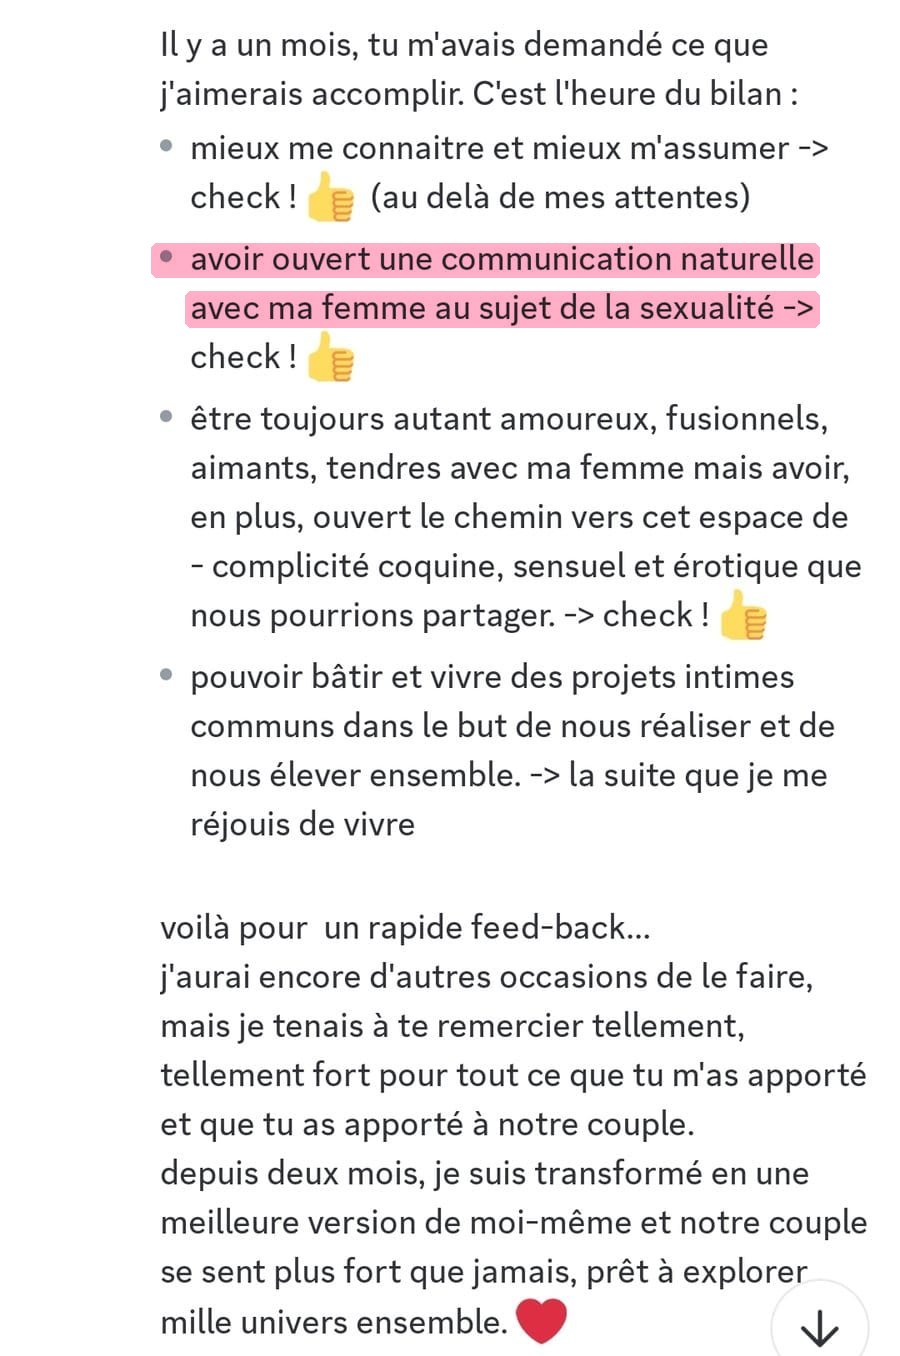 Il y a un mois, tu m'avais demandé ce que
j'aimerais accomplir. C'est l'heure du bilan :
• mieux me connaitre et mieux m'assumer ->
check ! 👍 (au delà de mes attentes)
• avoir ouvert une communication naturelle
avec ma femme au sujet de la sexualité ->
check ! 👍
• être toujours autant amoureux, fusionnels,
aimants, tendres avec ma femme mais avoir,
en plus, ouvert le chemin vers cet espace de
- complicité coquine, sensuel et érotique que
nous pourrions partager. -> check ! 👍
• pouvoir bâtir et vivre des projets intimes
communs dans le but de nous réaliser et de
nous élever ensemble. -> la suite que je me
réjouis de vivre
voilà pour  un rapide feed-back...
j'aurai encore d'autres occasions de le faire,
mais je tenais à te remercier tellement,
tellement fort pour tout ce que tu m'as apporté
et que tu as apporté à notre couple.
depuis deux mois, je suis transformé en une
meilleure version de moi-même et notre couple
se sent plus fort que jamais, prêt à explorer
mille univers ensemble. ❤️